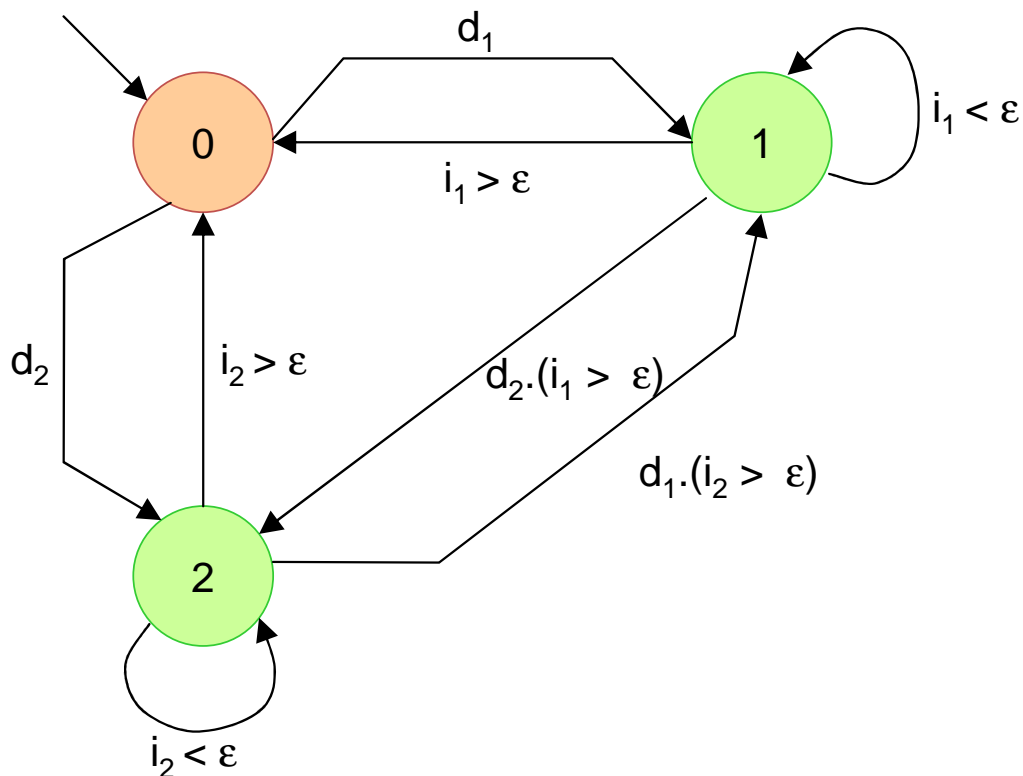 d₁
0
1
i₁ < ε
i₁ > ε
d₂
i₂ > ε
d₂.(i₁ > ε)
d₁.(i₂ > ε)
2
i₂ < ε